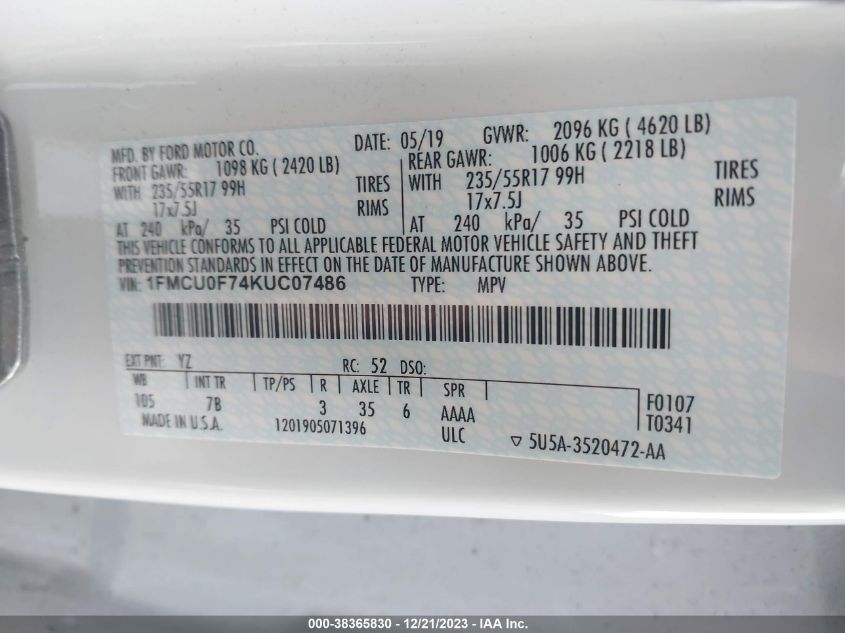 MFD. BY FORD MOTOR CO. DATE: 05/19 GVWR: 2096 KG ( 4620 LB)
FRONT GAWR: 1098 KG ( 2420 LB) REAR GAWR: 1006 KG ( 2218 LB)
WITH 235/55R17 99H TIRES WITH 235/55R17 99H TIRES
17x7.5J RIMS 17x7.5J RIMS
AT 240 kPa/ 35 PSI COLD AT 240 kPa/ 35 PSI COLD
THIS VEHICLE CONFORMS TO ALL APPLICABLE FEDERAL MOTOR VEHICLE SAFETY AND THEFT
PREVENTION STANDARDS IN EFFECT ON THE DATE OF MANUFACTURE SHOWN ABOVE.
VIN: 1FMCU0F74KUC07486 TYPE: MPV
EXT PNT: YZ RC: 52 DSO:
WB INT TR TP/PS R AXLE TR SPR
105 7B 3 35 6 AAAA F0107
MADE IN U.S.A. 1201905071396 ULC T0341
5U5A-3520472-AA
000-38365830 - 12/21/2023 - IAA Inc.